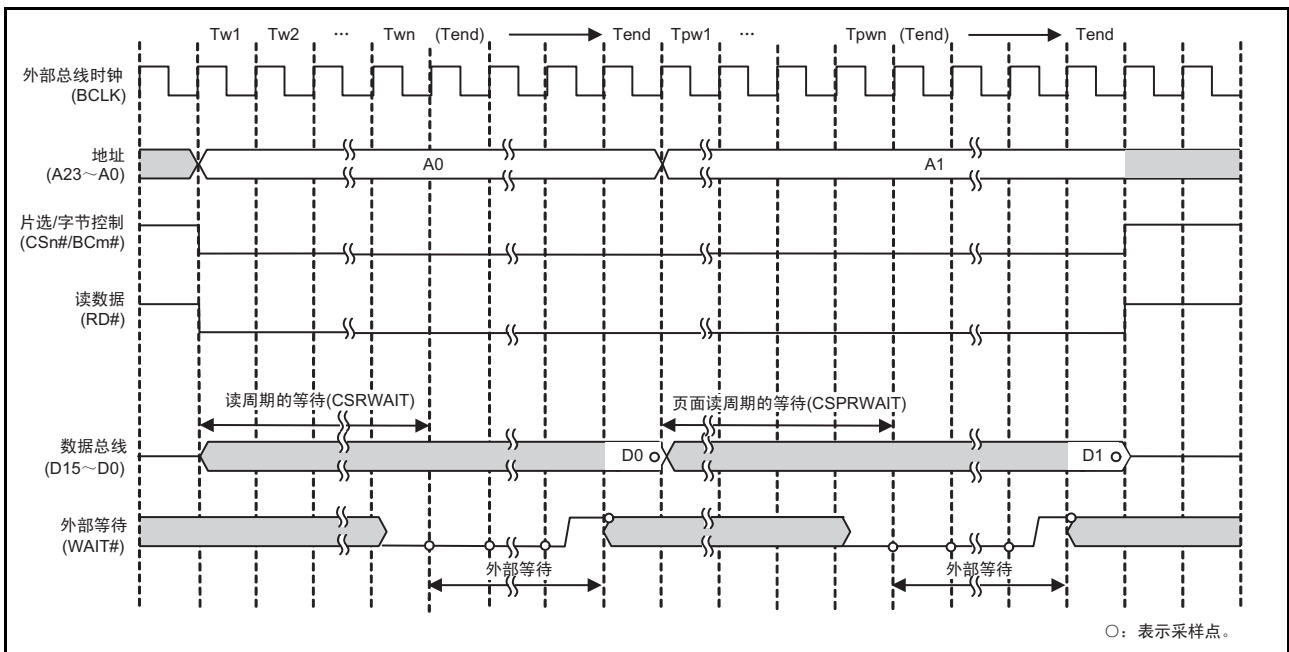 Tw1 Tw2 … Twn (Tend) Tend Tpw1 … Tpwn (Tend) Tend
外部总线时钟
(BCLK)
地址
(A23～A0)
A0 A1
片选/字节控制
(CSn#/BCm#)
读数据
(RD#)
读周期的等待(CSRWAIT) 页面读周期的等待(CSPRWAIT)
数据总线
(D15～D0)
D0 D1
外部等待
(WAIT#)
外部等待 外部等待
○：表示采样点。